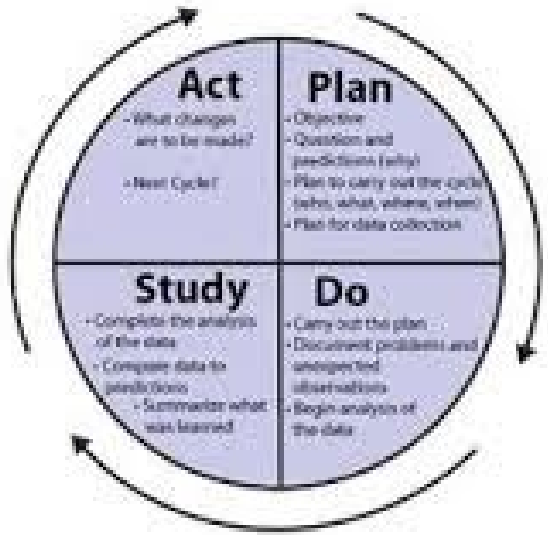 Act
• What changes
are to be made?
• Next Cycle?
Plan
• Objective
• Question and
predictions (why)
• Plan to carry out the cycle
(who, what, where, when)
• Plan for data collection
Study
• Complete the analysis
of the data
• Compare data to
predictions
• Summarize what
was learned
Do
• Carry out the plan
• Document problems and
unexpected
observations
• Begin analysis of
the data